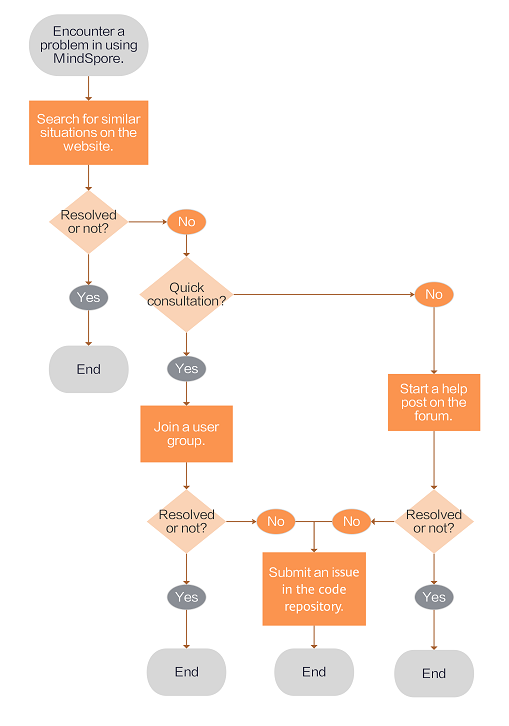 Encounter a
problem in using
MindSpore.
Search for similar
situations on the
website.
Resolved
or not?
No
Yes
Quick
consultation?
No
End
Yes
Start a help
post on the
forum.
Join a user
group.
Resolved
or not?
No
No
Resolved
or not?
Submit an issue
in the code
repository.
Yes
Yes
End
End
End